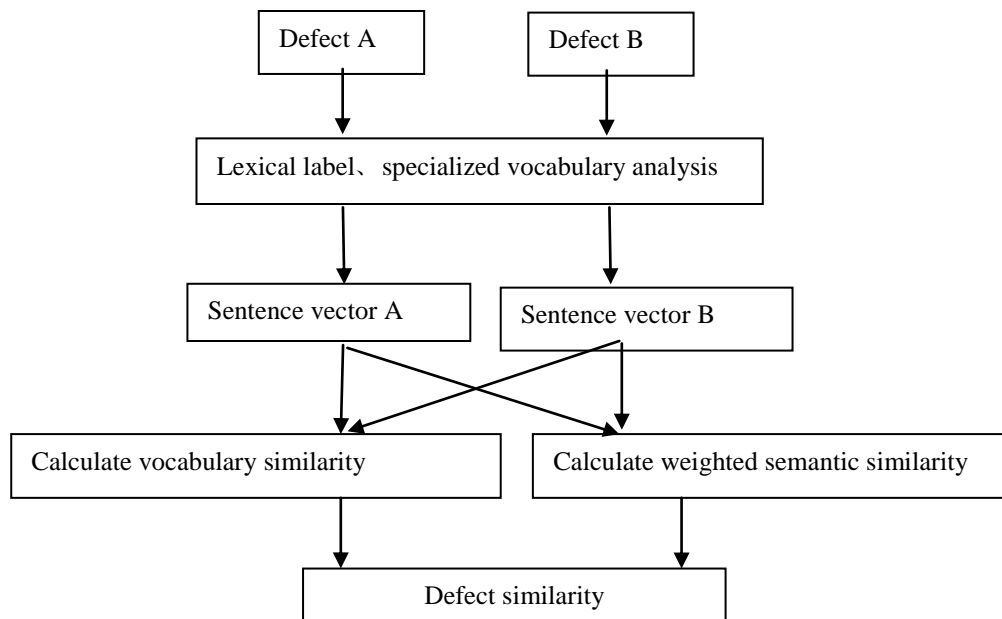 Defect A
Defect B
Lexical label、specialized vocabulary analysis
Sentence vector A
Sentence vector B
Calculate vocabulary similarity
Calculate weighted semantic similarity
Defect similarity